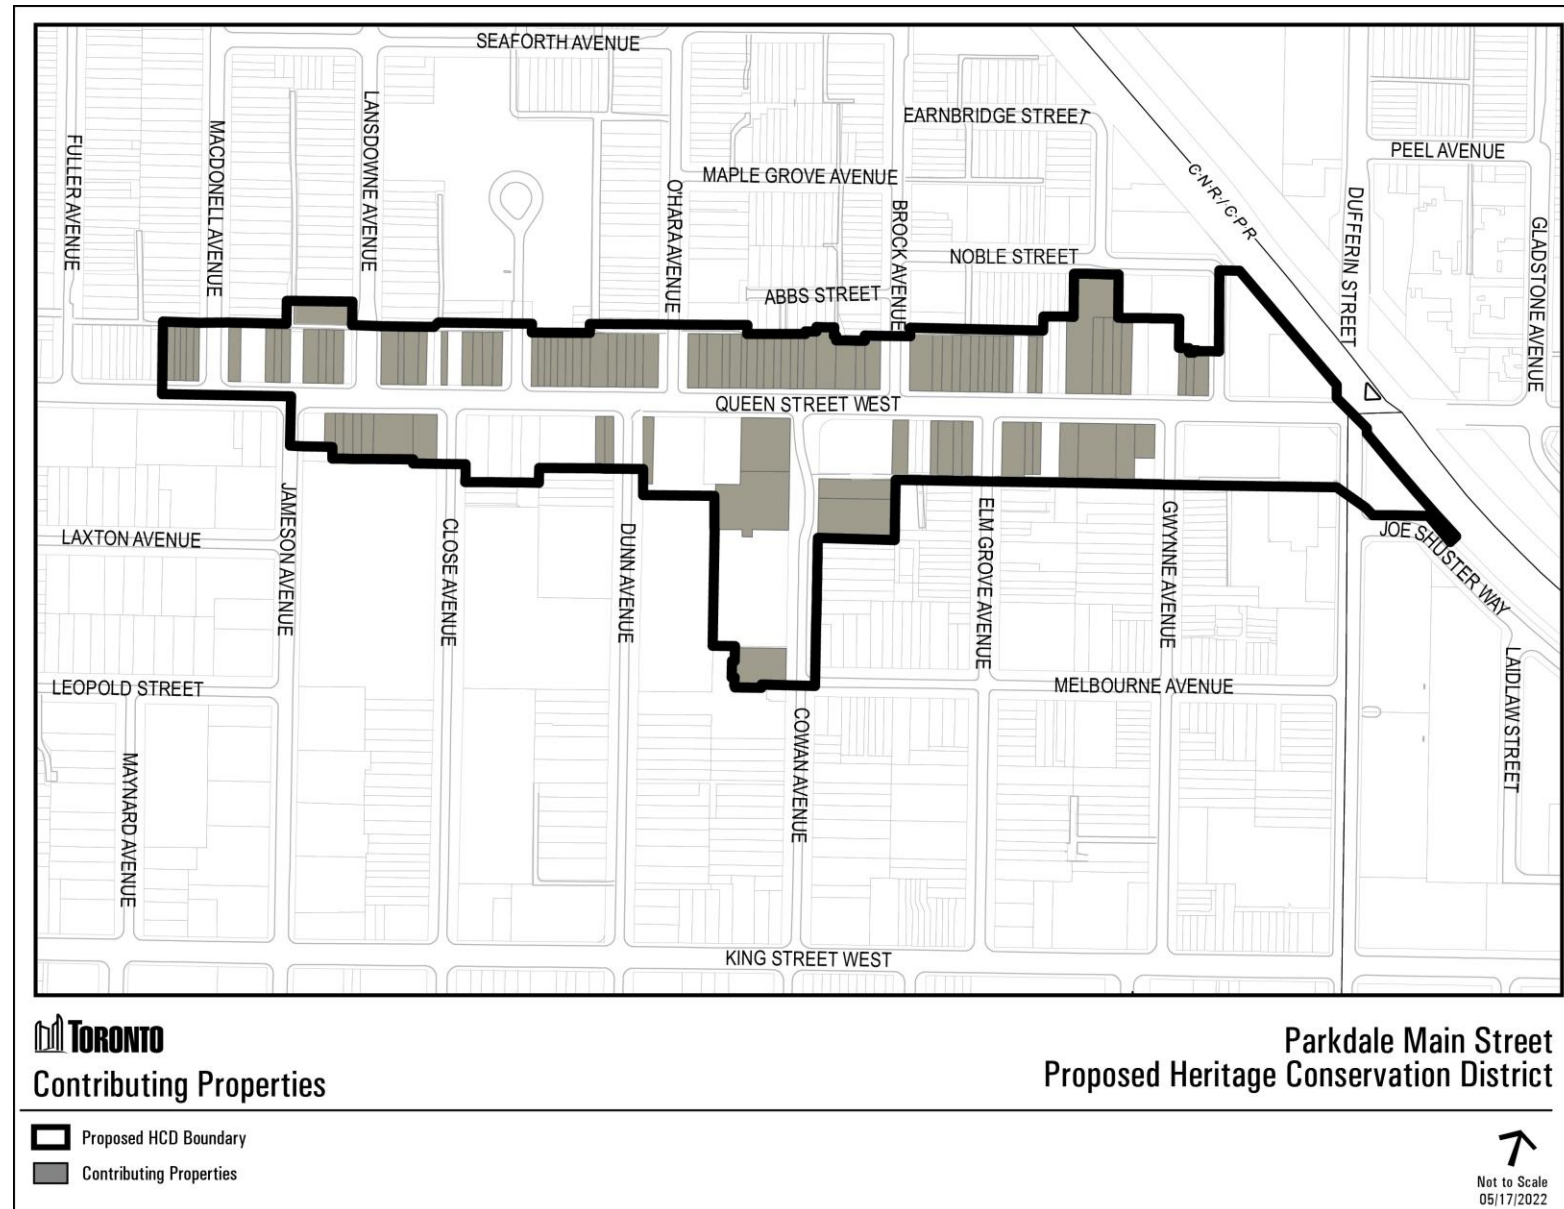 SEAFORTH AVENUE
EARNBRIDGE STREET
PEEL AVENUE
MAPLE GROVE AVENUE
FULLER AVENUE
MACDONELL AVENUE
LANSDOWNE AVENUE
O'HARA AVENUE
BROCK AVENUE
C·N·R·/ C·P·R
DUFFERIN STREET
GLADSTONE AVENUE
NOBLE STREET
ABBS STREET
QUEEN STREET WEST
JAMESON AVENUE
CLOSE AVENUE
DUNN AVENUE
ELM GROVE AVENUE
GWYNNE AVENUE
JOE SHUSTER WAY
LAXTON AVENUE
LEOPOLD STREET
MELBOURNE AVENUE
LAIDLAW STREET
MAYNARD AVENUE
COWAN AVENUE
KING STREET WEST
TORONTO
Contributing Properties
Parkdale Main Street
Proposed Heritage Conservation District
Proposed HCD Boundary
Contributing Properties
Not to Scale
05/17/2022